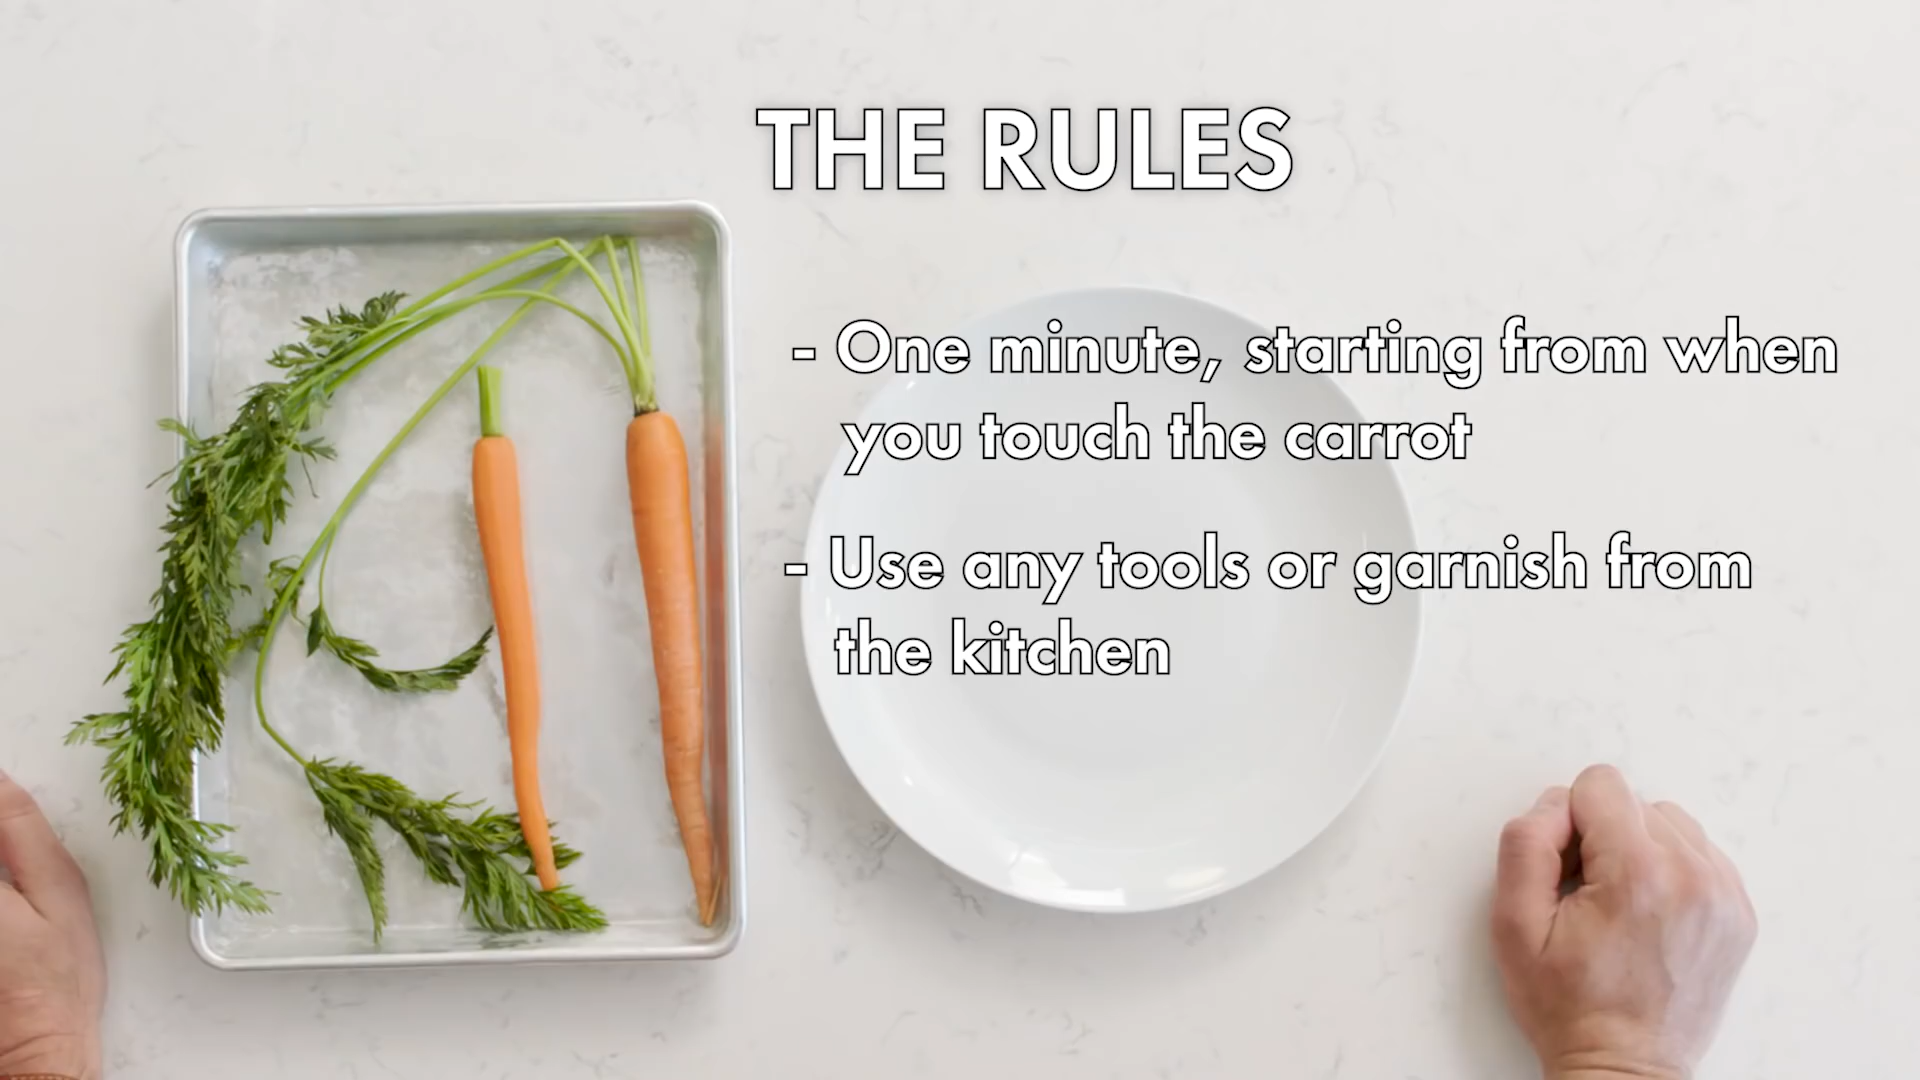 THE RULES
- One minute, starting from when
you touch the carrot
- Use any tools or garnish from
the kitchen